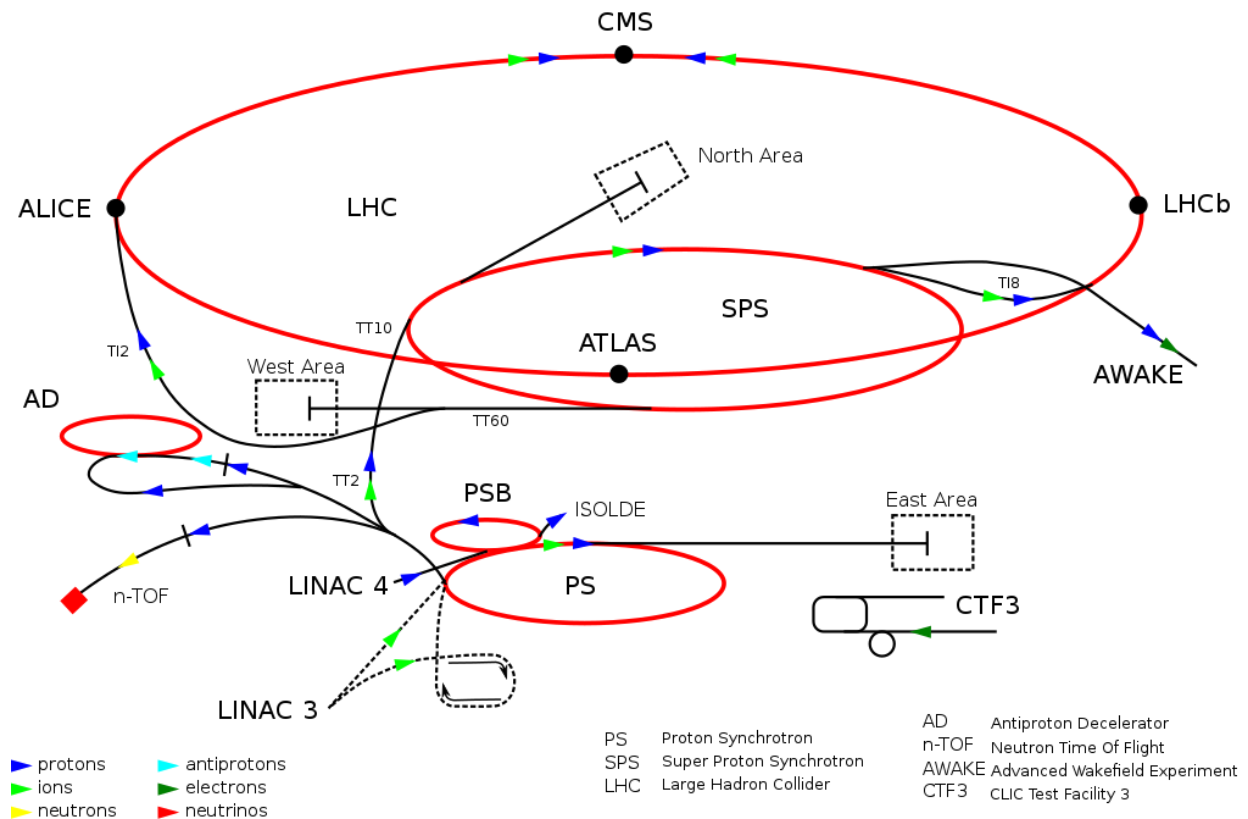 CMS
North Area
ALICE
LHC
LHCb
TI8
SPS
TT10
ATLAS
TI2
West Area
AWAKE
AD
TT60
TT2
PSB
ISOLDE
East Area
LINAC 4
PS
n-TOF
CTF3
LINAC 3
protons
ions
neutrons
antiprotons
electrons
neutrinos
PS Proton Synchrotron
SPS Super Proton Synchrotron
LHC Large Hadron Collider
AD Antiproton Decelerator
n-TOF Neutron Time Of Flight
AWAKE Advanced Wakefield Experiment
CTF3 CLIC Test Facility 3